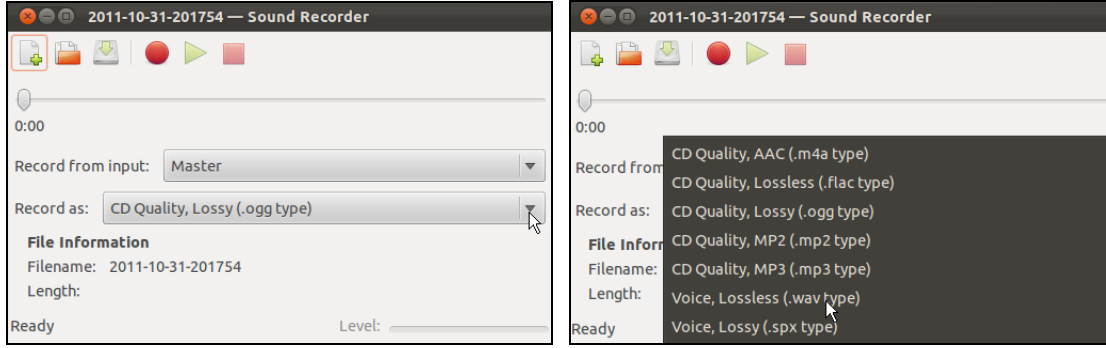 2011-10-31-201754 — Sound Recorder
0:00
Record from input: Master
Record as: CD Quality, Lossy (.ogg type)
File Information
Filename: 2011-10-31-201754
Length:
Ready Level:
2011-10-31-201754 — Sound Recorder
0:00
Record from
Record as:
File Inforr
Filename:
Length:
Ready
CD Quality, AAC (.m4a type)
CD Quality, Lossless (.flac type)
CD Quality, Lossy (.ogg type)
CD Quality, MP2 (.mp2 type)
CD Quality, MP3 (.mp3 type)
Voice, Lossless (.wav type)
Voice, Lossy (.spx type)